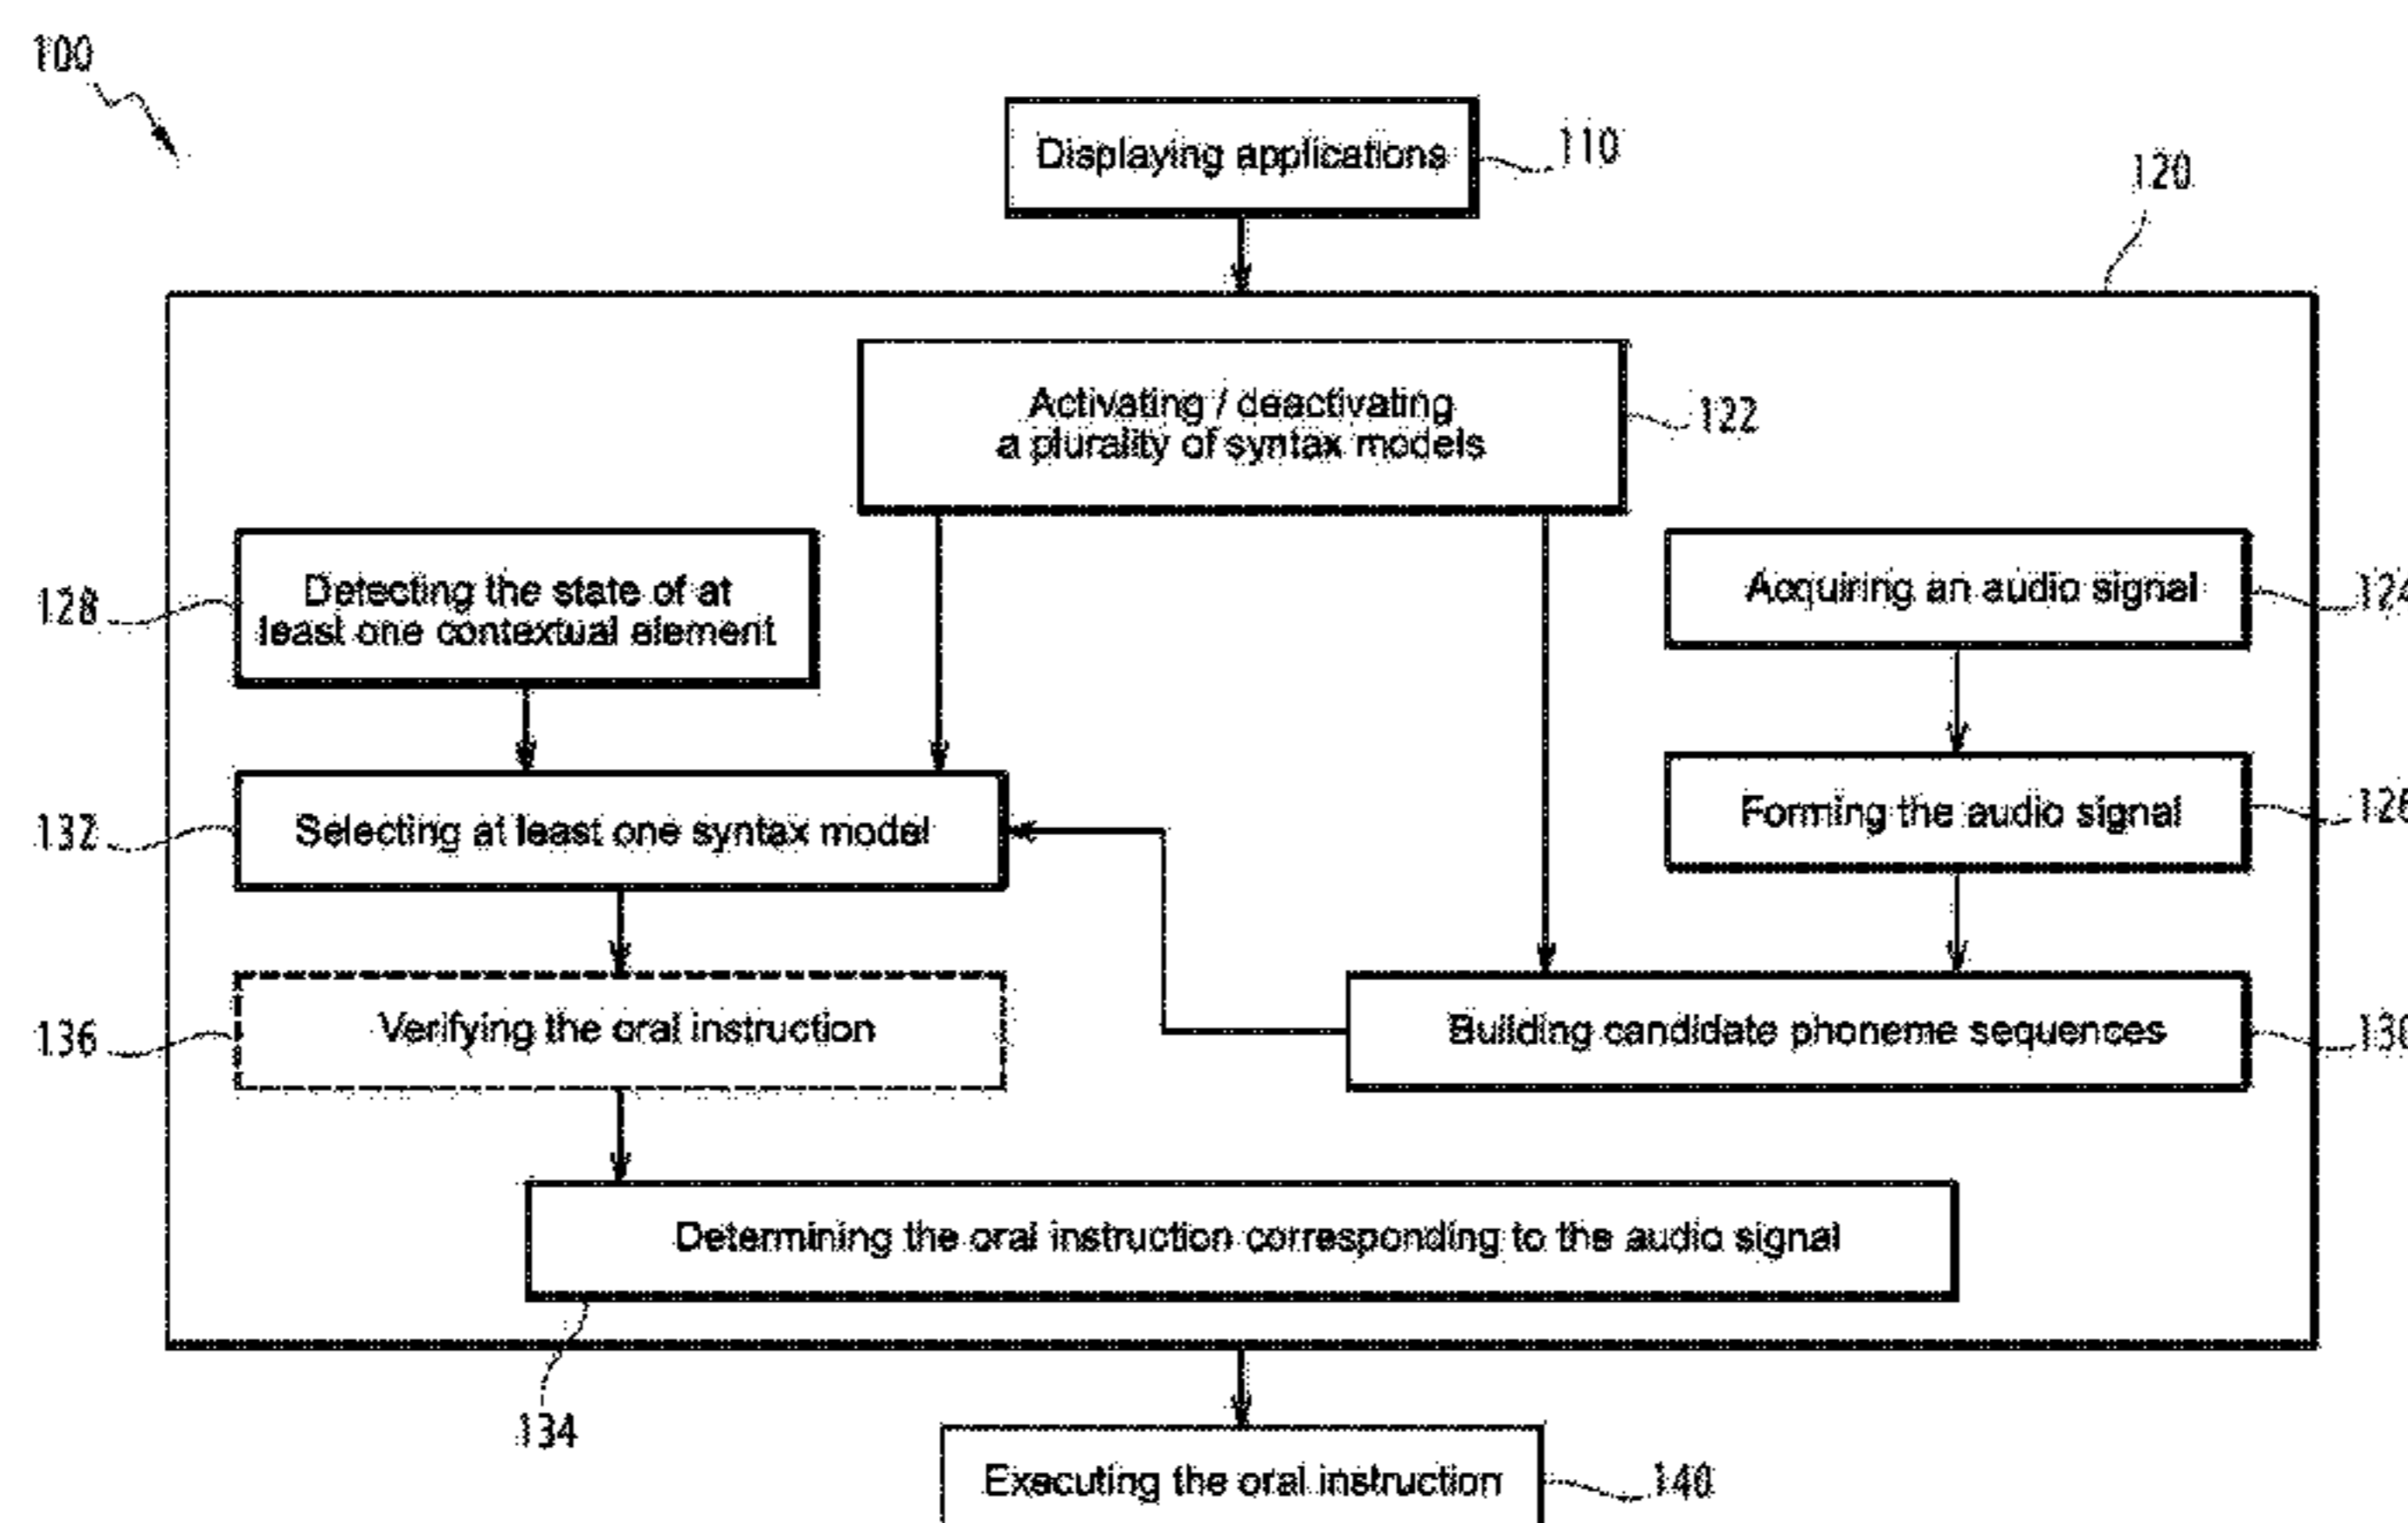 100
Displaying applications
110
120
Activating / deactivating
a plurality of syntax models
122
Detecting the state of at
least one contextual element
128
Acquiring an audio signal
124
Selecting at least one syntax model
132
Forming the audio signal
126
Verifying the oral instruction
136
Building candidate phoneme sequences
130
Determining the oral instruction corresponding to the audio signal
134
Executing the oral instruction
140